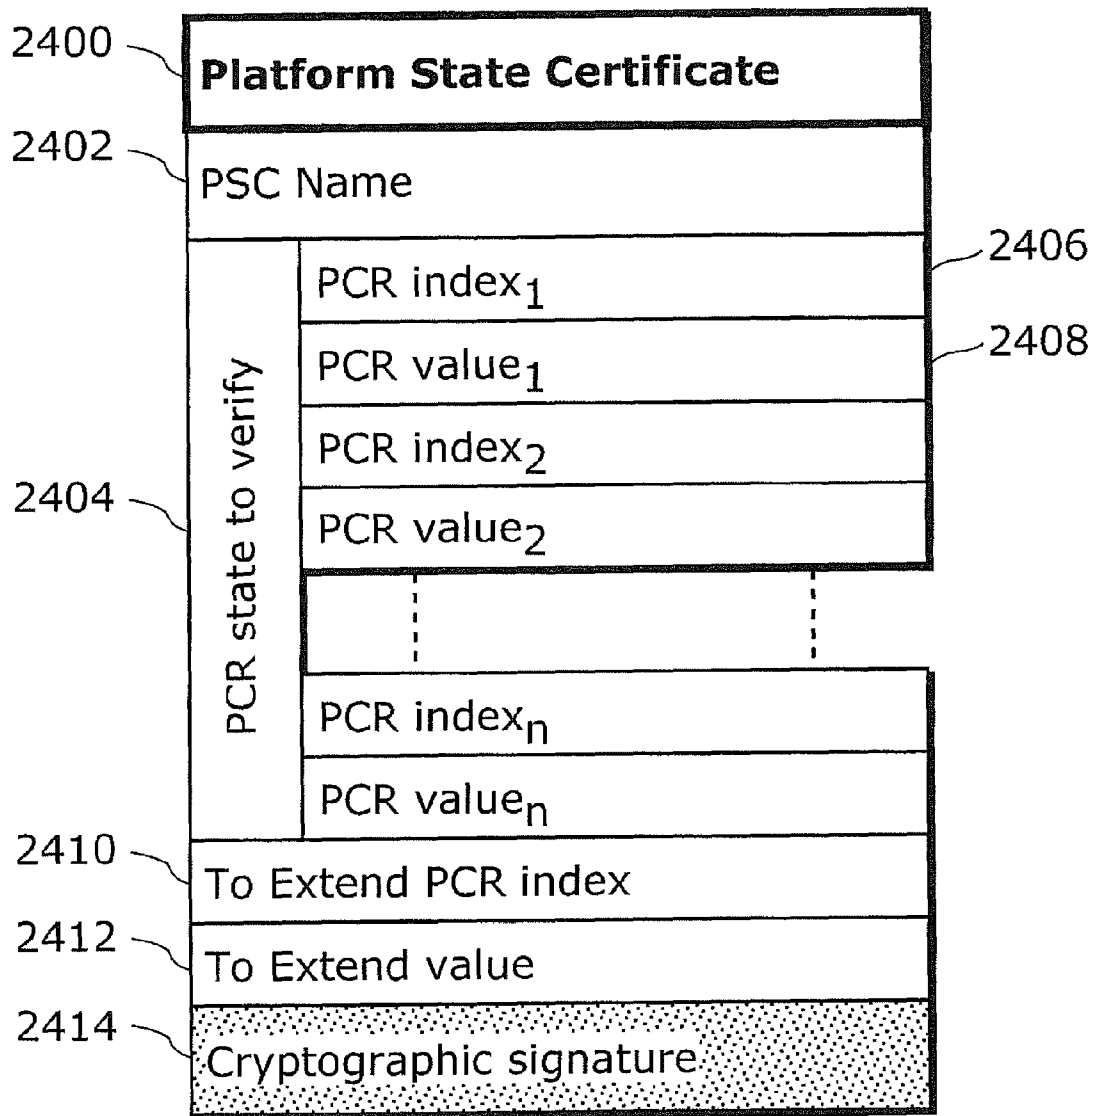 2400
Platform State Certificate
2402
PSC Name
2404
PCR state to verify
PCR index1
2406
PCR value1
2408
PCR index2
PCR value2
PCR indexn
PCR valuen
2410
To Extend PCR index
2412
To Extend value
2414
Cryptographic signature